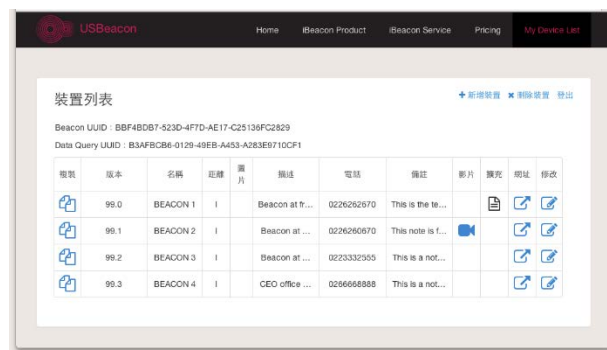 USBeacon
Home iBeacon Product iBeacon Service Pricing My Device List
裝置列表
新增裝置 刪除裝置 登出
Beacon UUID : BBF4BDB7-523D-4F7D-AE17-C25136FC2829
Data Query UUID : B3AFBCB6-0129-49EB-A453-A283E9710CF1
複製 版本 名稱 距離 圖片 描述 電話 備註 影片 擴充 網址 修改
99.0 BEACON 1 I Beacon at fr... 0226262670 This is the te...
99.1 BEACON 2 I Beacon at ... 0226260670 This note is f...
99.2 BEACON 3 I Beacon at ... 0223332555 This is a not...
99.3 BEACON 4 I CEO office ... 0266668888 This is a not...